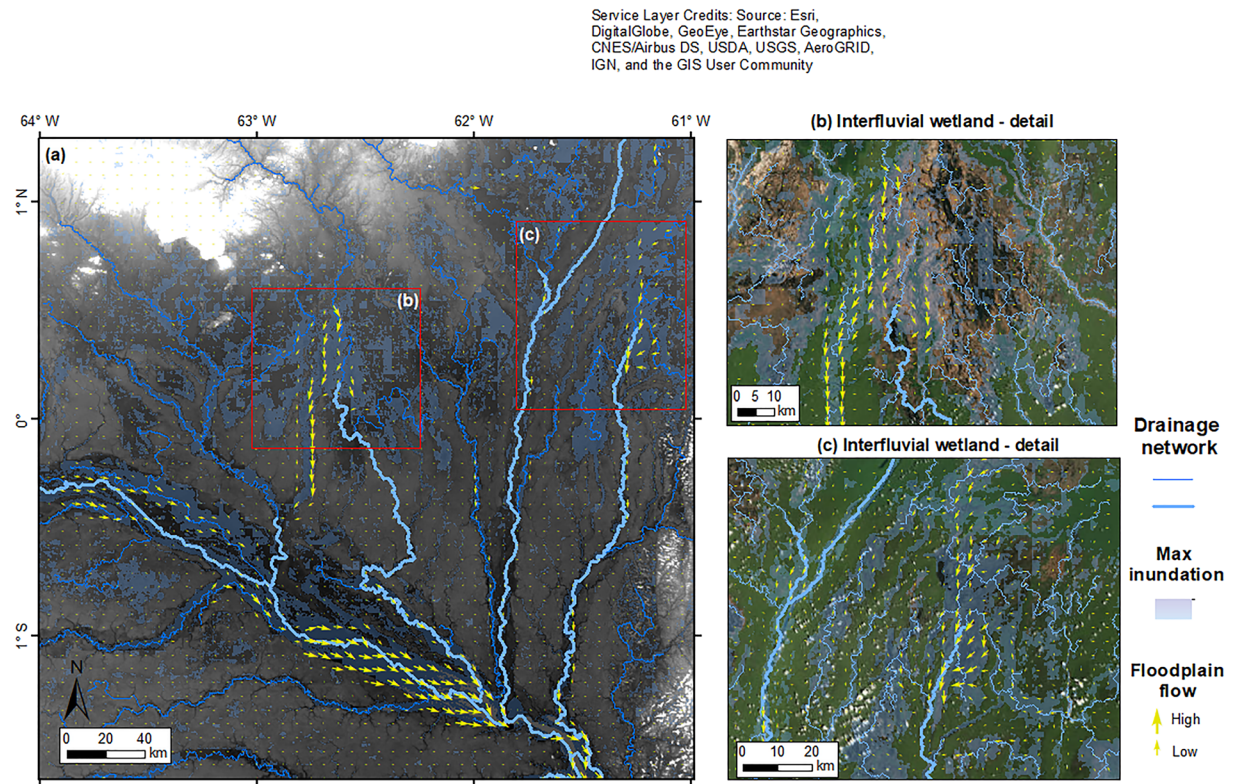 Service Layer Credits: Source: Esri,
DigitalGlobe, GeoEye, Earthstar Geographics,
CNES/Airbus DS, USDA, USGS, AeroGRID,
IGN, and the GIS User Community
64° W
63° W
62° W
61° W
(a)
(b)
(c)
1° N
0°
1° S
N
0 20 40
km
(b) Interfluvial wetland - detail
0 5 10
km
(c) Interfluvial wetland - detail
0 10 20
km
Drainage
network
Max
inundation
Floodplain
flow
High
Low